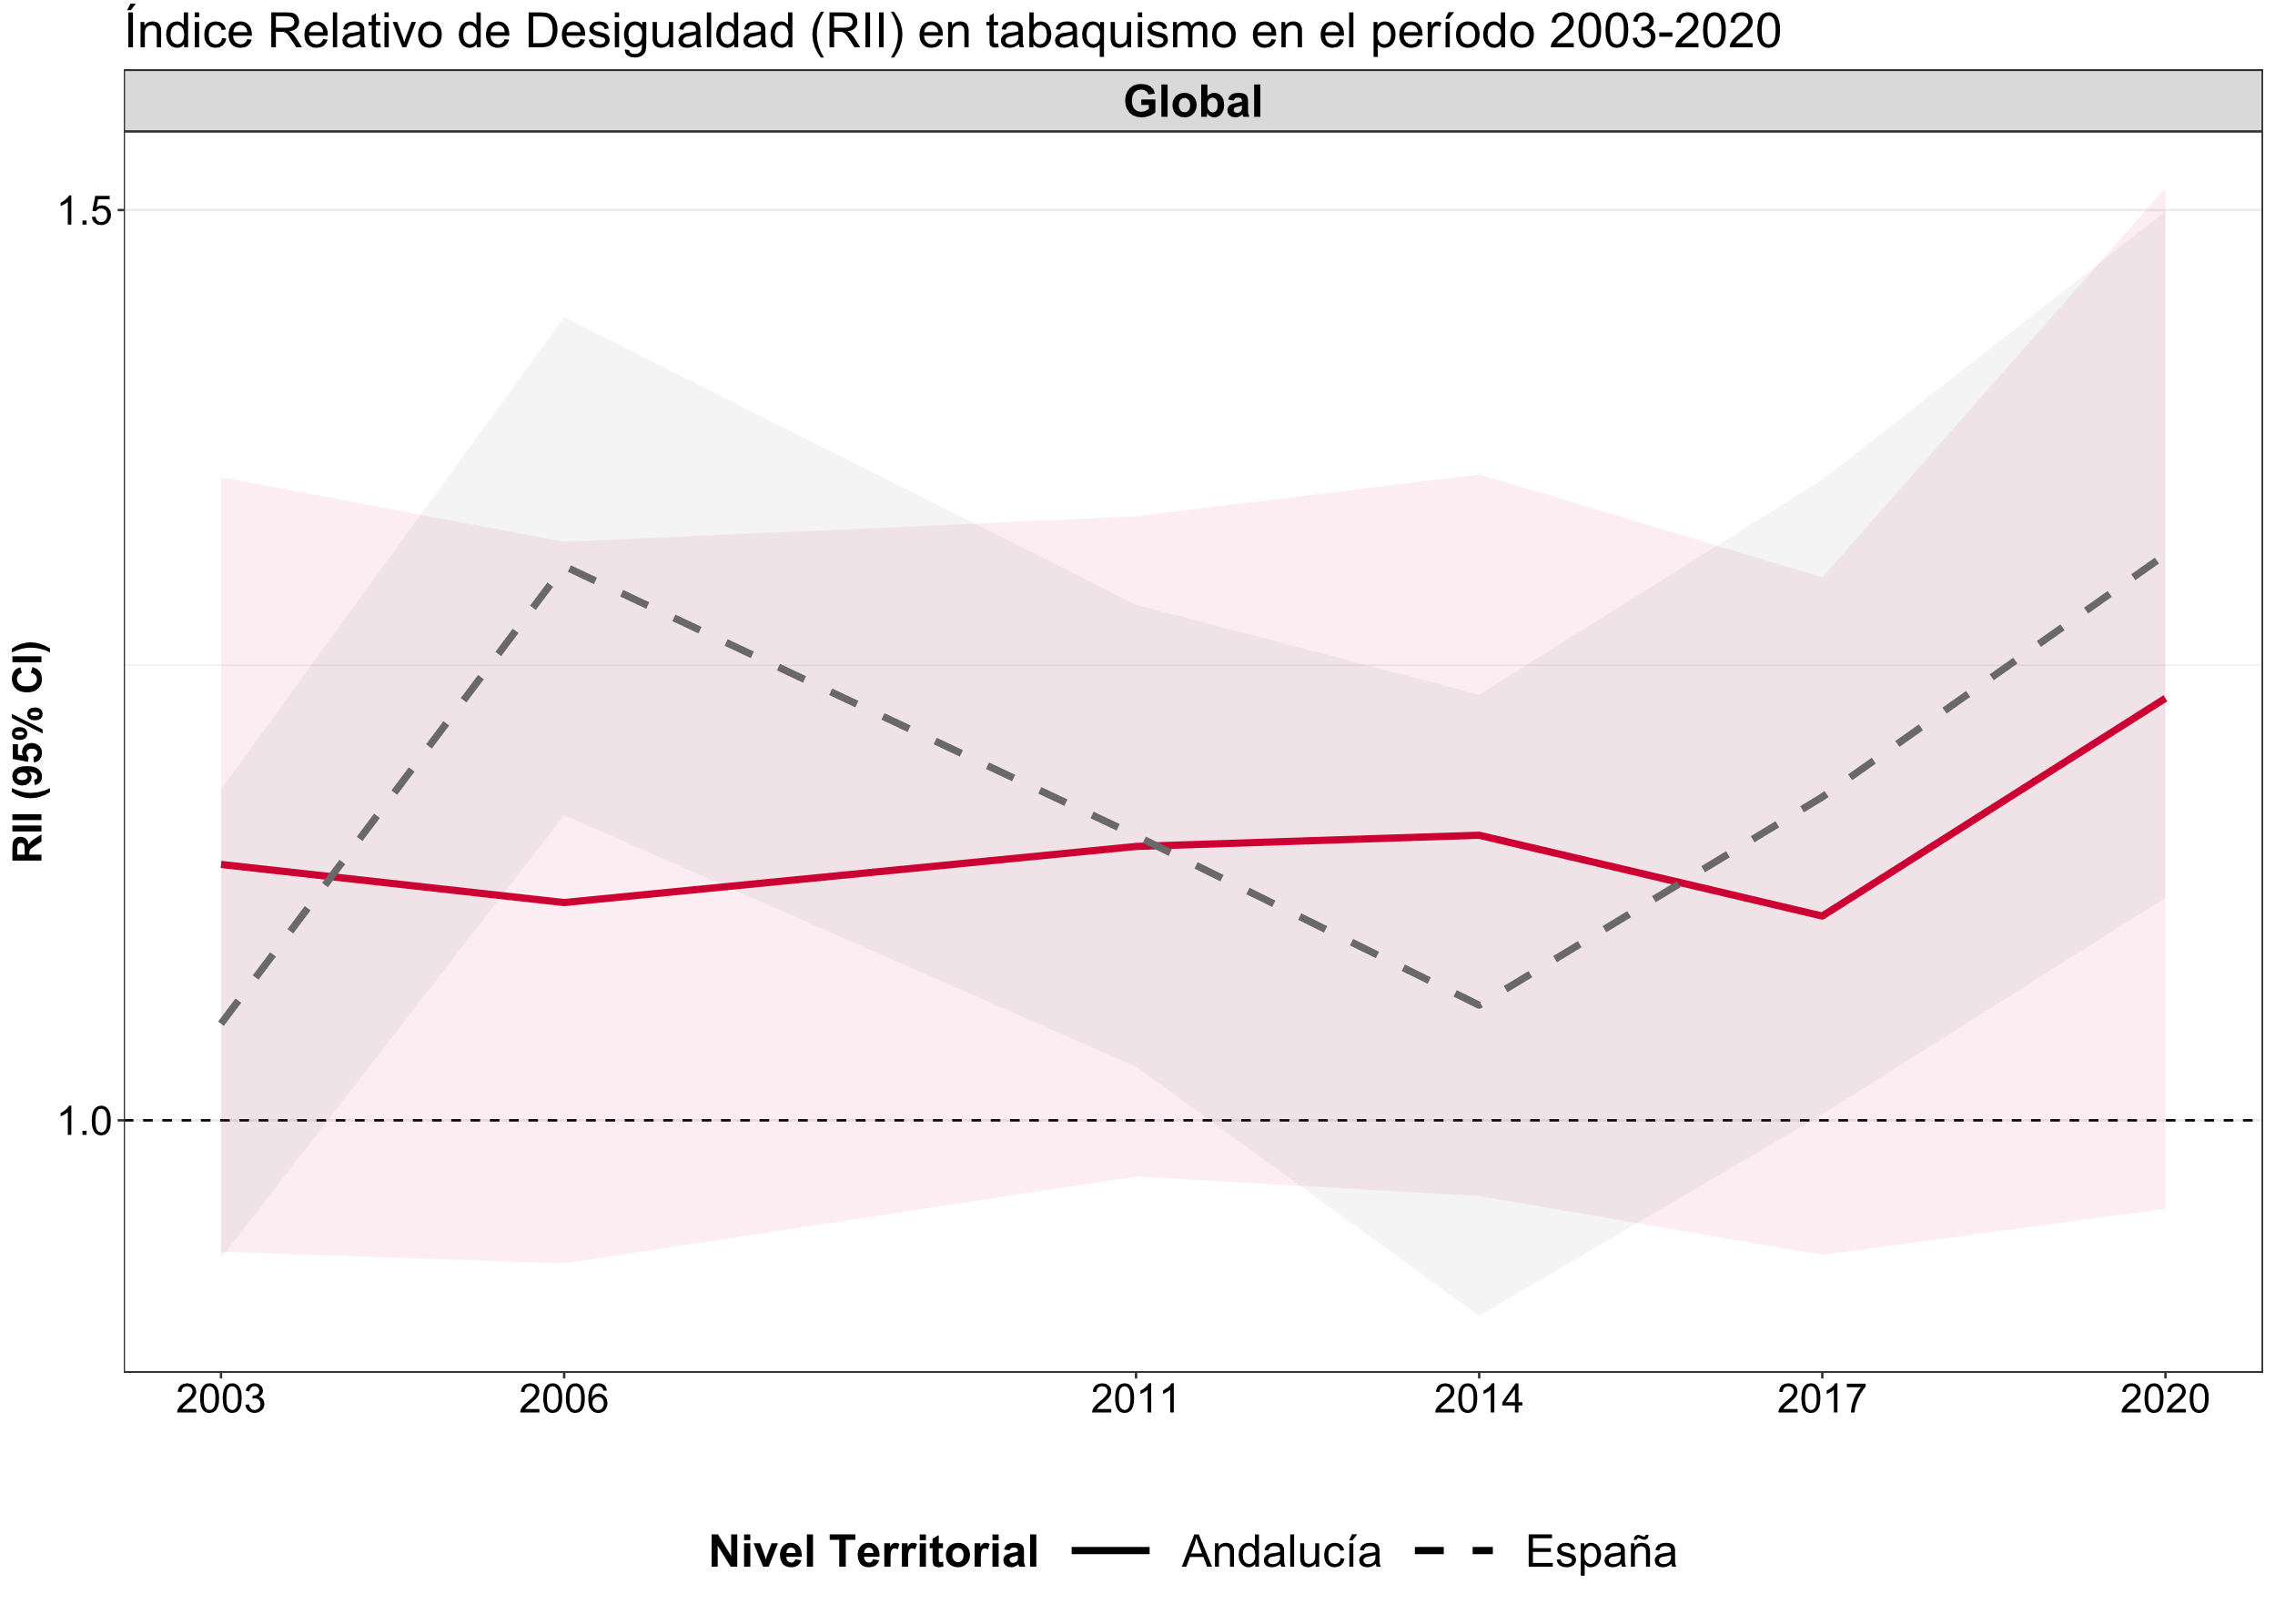 Índice Relativo de Desigualdad (RII) en tabaquismo en el período 2003-2020
Global
RII (95% CI)
1.5
1.0
2003 2006 2011 2014 2017 2020
Nivel Territorial Andalucía España